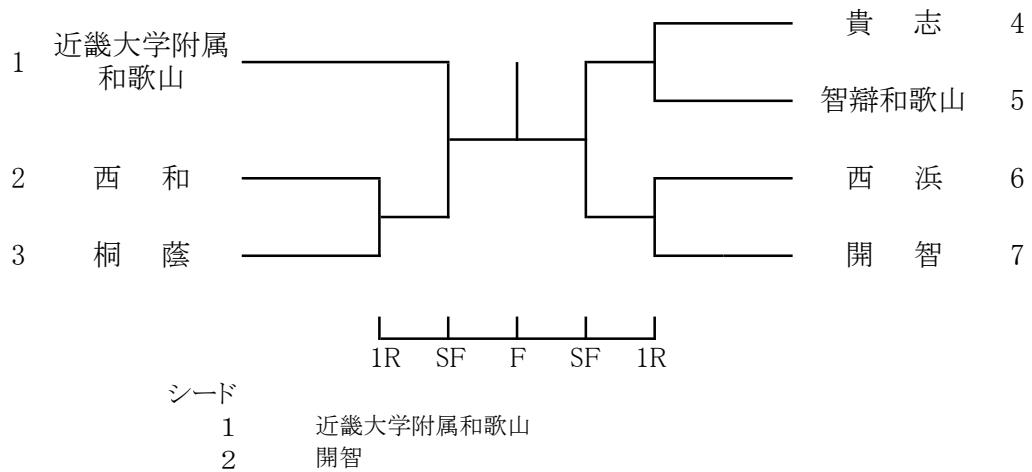 1 近畿大学附属
和歌山
2 西 和
3 桐 蔭
貴 志 4
智辯和歌山 5
西 浜 6
開 智 7
1R SF F SF 1R
シード
1 近畿大学附属和歌山
2 開智